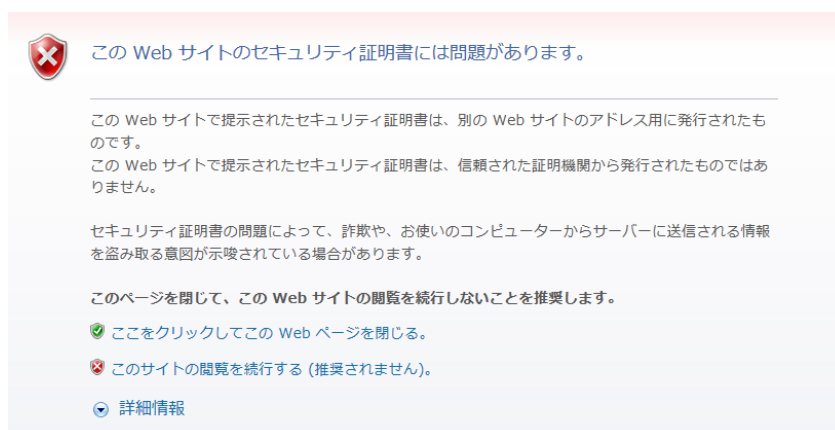 この Web サイトのセキュリティ証明書には問題があります。
この Web サイトで提示されたセキュリティ証明書は、別の Web サイトのアドレス用に発行されたも
のです。
この Web サイトで提示されたセキュリティ証明書は、信頼された証明機関から発行されたものではあ
りません。
セキュリティ証明書の問題によって、詐欺や、お使いのコンピューターからサーバーに送信される情報
を盗み取る意図が示唆されている場合があります。
このページを閉じて、この Web サイトの閲覧を続行しないことを推奨します。
ここをクリックしてこの Web ページを閉じる。
このサイトの閲覧を続行する (推奨されません)。
詳細情報